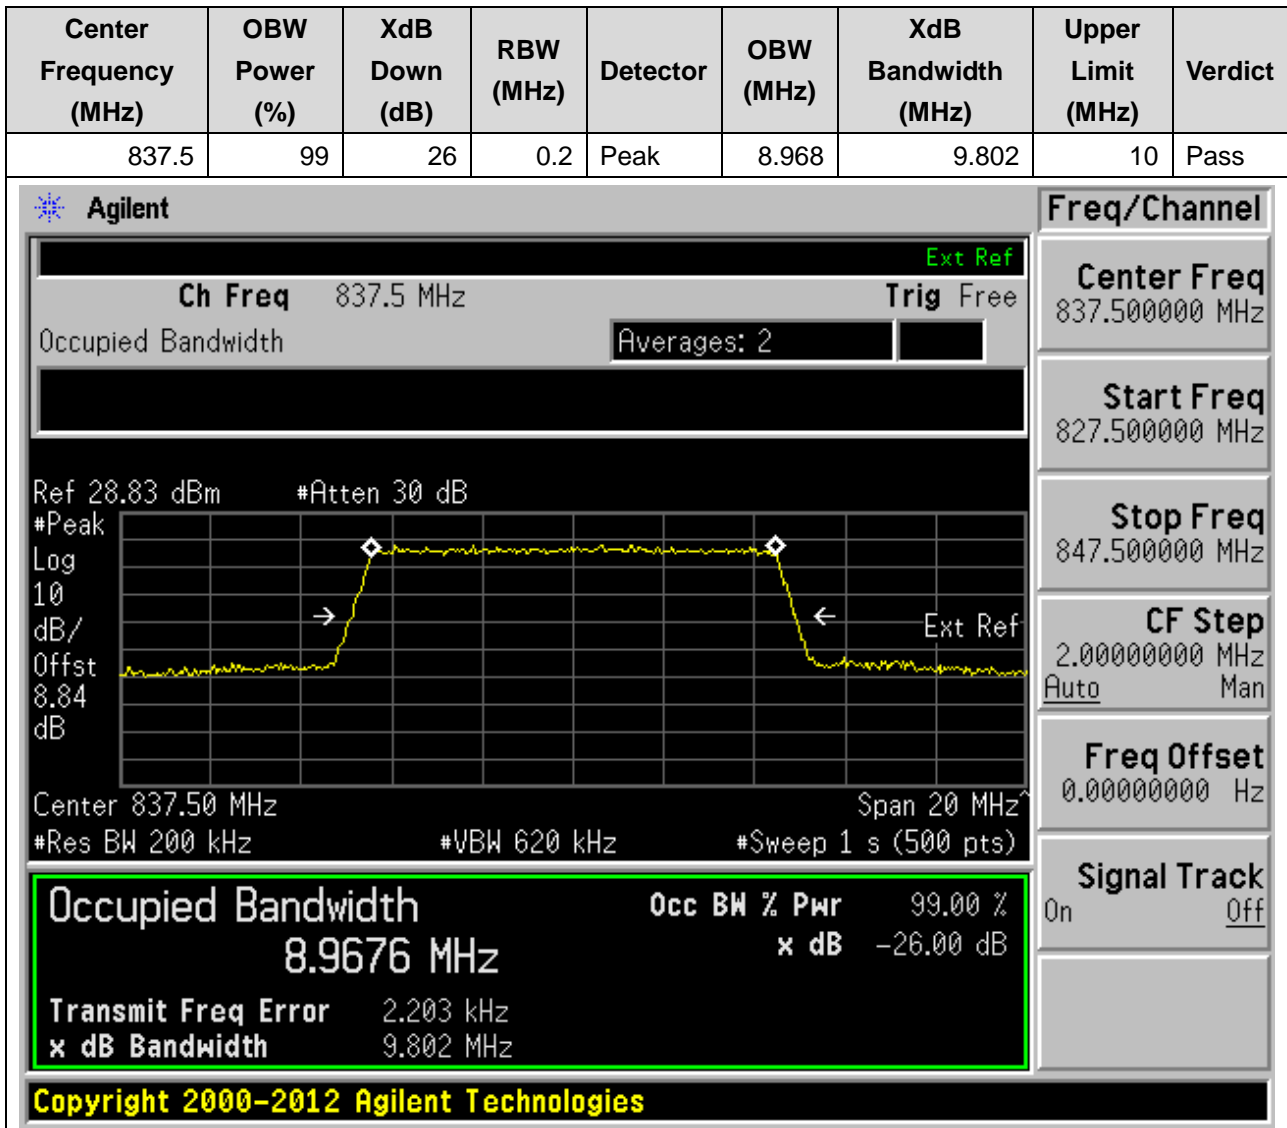 Center Frequency (MHz) OBW Power (%) XdB Down (dB) RBW (MHz) Detector OBW (MHz) XdB Bandwidth (MHz) Upper Limit (MHz) Verdict
837.5 99 26 0.2 Peak 8.968 9.802 10 Pass
Agilent
Ext Ref
Ch Freq 837.5 MHz Trig Free
Occupied Bandwidth Averages: 2
Ref 28.83 dBm #Atten 30 dB
#Peak
Log
10
dB/
Offst
8.84
dB
Ext Ref
Center 837.50 MHz Span 20 MHz^
#Res BW 200 kHz #VBW 620 kHz #Sweep 1 s (500 pts)
Occupied Bandwidth Occ BW % Pwr 99.00 %
8.9676 MHz x dB -26.00 dB
Transmit Freq Error 2.203 kHz
x dB Bandwidth 9.802 MHz
Freq/Channel
Center Freq
837.500000 MHz
Start Freq
827.500000 MHz
Stop Freq
847.500000 MHz
CF Step
2.00000000 MHz
Auto Man
Freq Offset
0.00000000 Hz
Signal Track
On Off
Copyright 2000-2012 Agilent Technologies